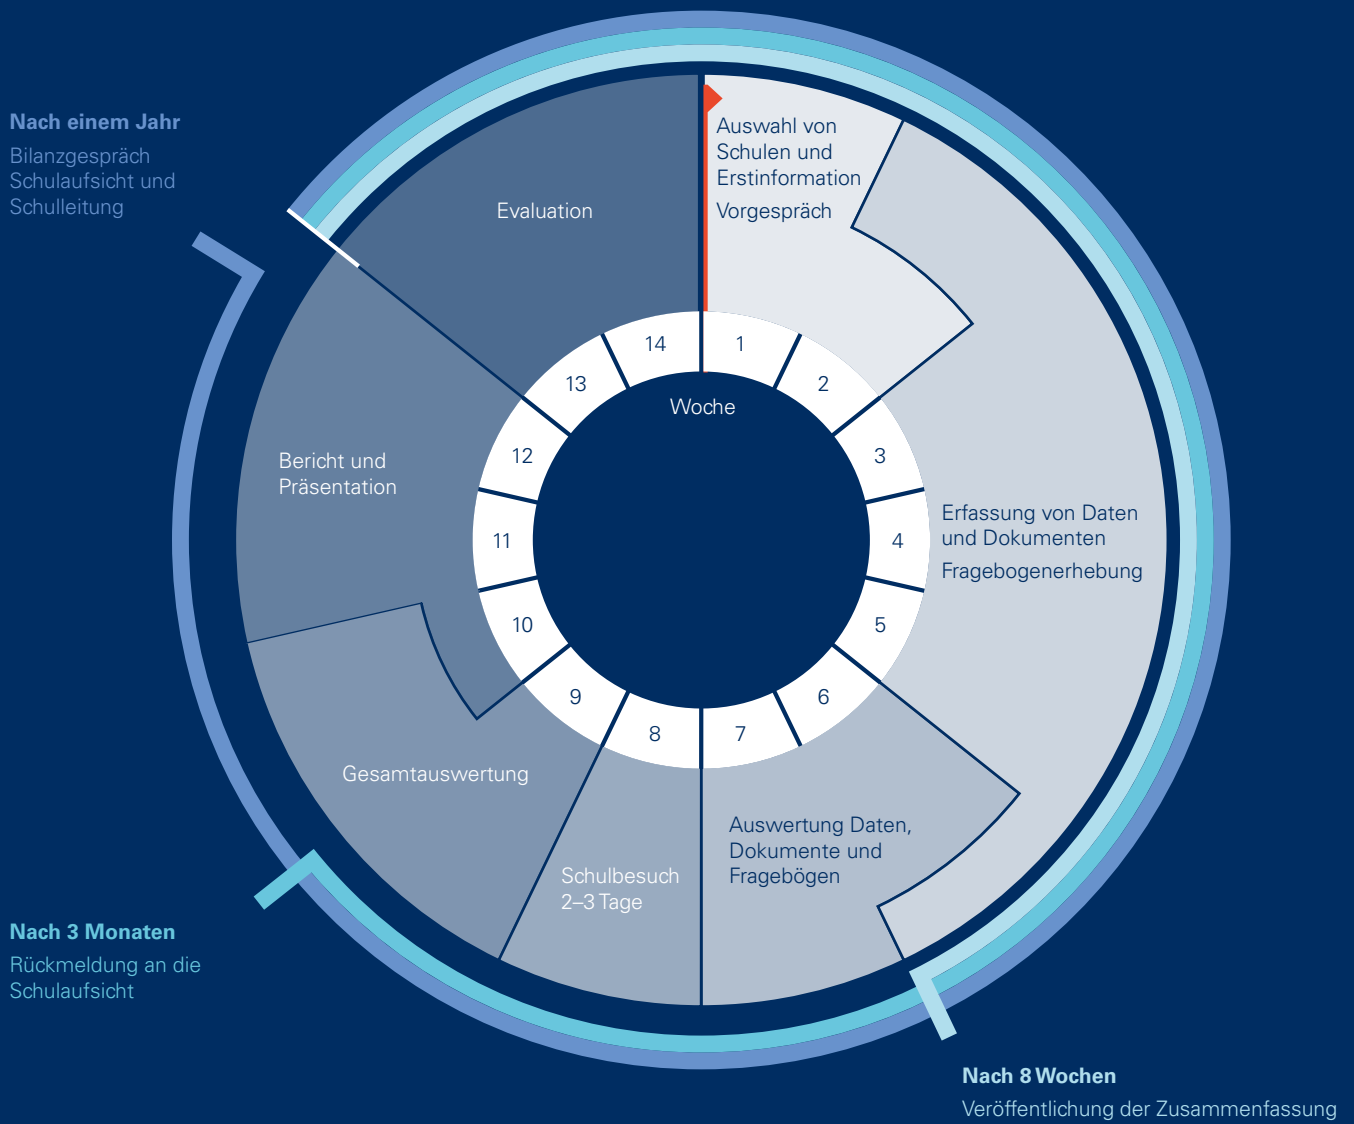 Nach einem Jahr
Bilanzgespräch
Schulaufsicht und
Schulleitung
Evaluation
Auswahl von
Schulen und
Erstinformation
Vorgespräch
Erfassung von Daten
und Dokumenten
Fragebogenerhebung
Auswertung Daten,
Dokumente und
Fragebögen
Schulbesuch
2–3 Tage
Gesamtauswertung
Bericht und
Präsentation
Woche
1
2
3
4
5
6
7
8
9
10
11
12
13
14
Nach 3 Monaten
Rückmeldung an die
Schulaufsicht
Nach 8 Wochen
Veröffentlichung der Zusammenfassung